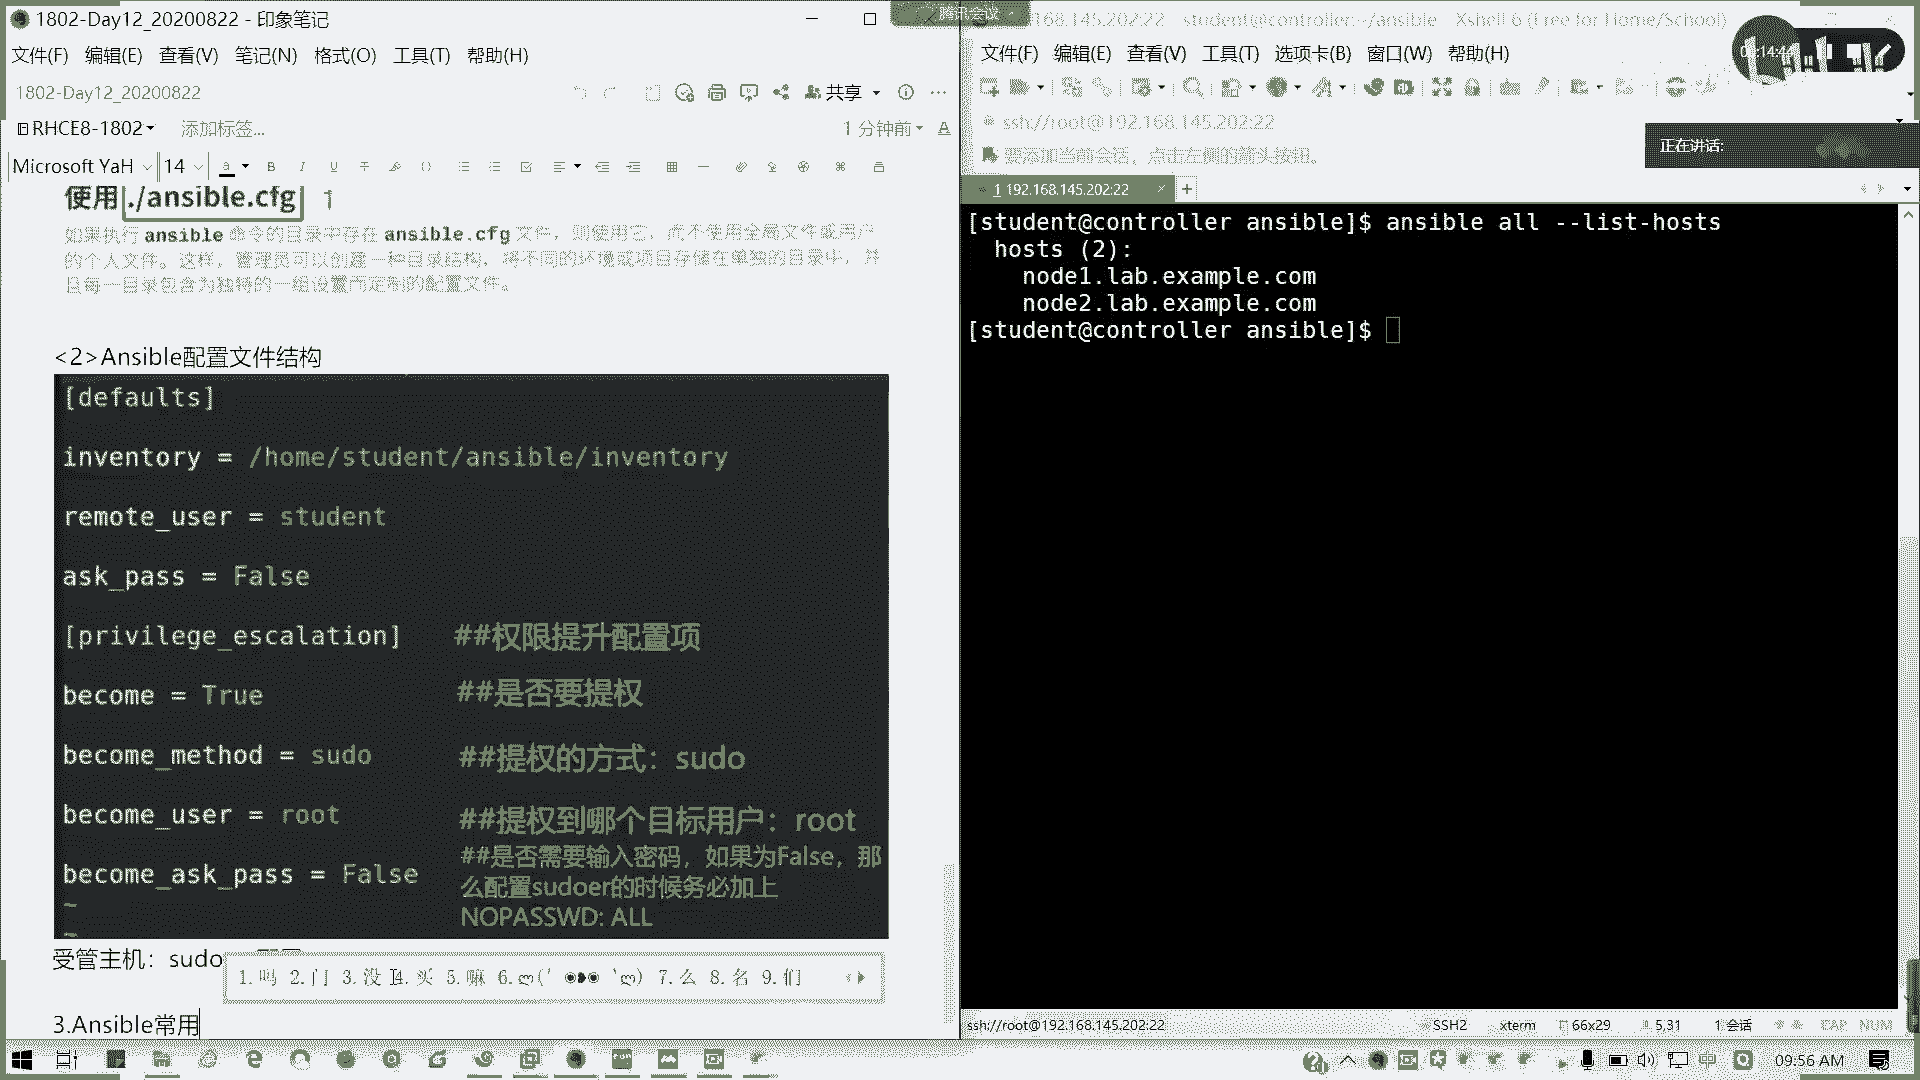 1802-Day12_20200822 - 印象笔记
文件(F) 编辑(E) 查看(V) 笔记(N) 格式(O) 工具(T) 帮助(H)
1802-Day12_20200822
共享
RHCE8-1802
添加标签...
1 分钟前
Microsoft YaH 14
使用 ./ansible.cfg 1
如果执行 ansible 命令的目录中存在 ansible.cfg 文件，则使用它，而不使用全局文件或用户
的个人文件。这样，管理员可以创建一种目录结构，将不同的环境或项目存储在单独的目录中，并
且每一目录包含为独特的一组设置而定制的配置文件。
<2>Ansible配置文件结构
[defaults]
inventory = /home/student/ansible/inventory
remote_user = student
ask_pass = False
[privilege_escalation] ##权限提升配置项
become = True ##是否要提权
become_method = sudo ##提权的方式：sudo
become_user = root ##提权到哪个目标用户：root
become_ask_pass = False ##是否需要输入密码，如果为False，那
么配置sudoer的时候务必加上
NOPASSWD: ALL
~
~
受管主机：sudo
1.吗 2.门 3.没 4.买 5.嘛 7.么 8.名 9.们
3.Ansible常用
腾讯会议
168.145.202:22 - student@controller:~/ansible - Xshell 6 (Free for Home/School)
文件(F) 编辑(E) 查看(V) 工具(T) 选项卡(B) 窗口(W) 帮助(H)
14:44
ssh://root@192.168.145.202:22
要添加当前会话，点击左侧的箭头按钮。
正在讲话:
1 192.168.145.202:22
[student@controller ansible]$ ansible all --list-hosts
hosts (2):
node1.lab.example.com
node2.lab.example.com
[student@controller ansible]$
ssh://root@192.168.145.202:22 SSH2 xterm 66x29 5,31 1 会话 CAP NUM
09:56 AM